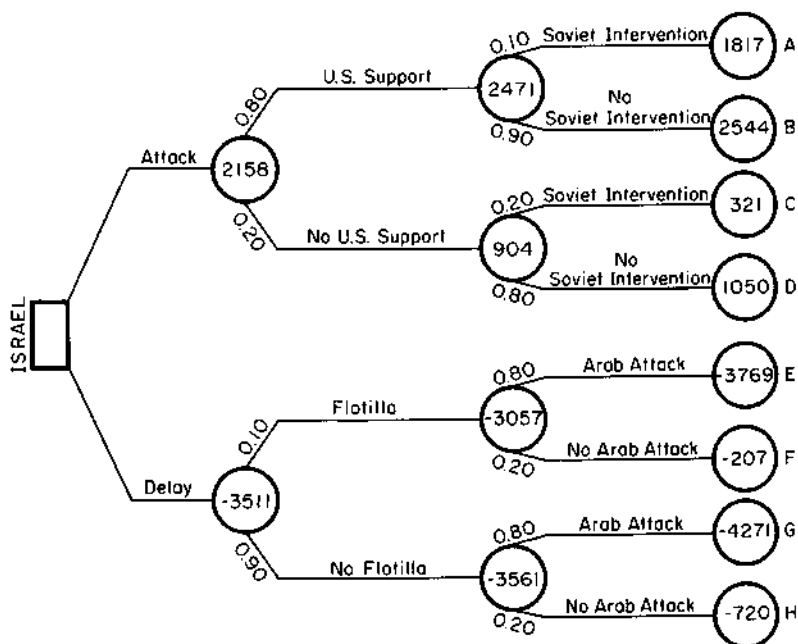 0.10 Soviet Intervention 1817 A
U.S. Support 2471
0.80 No
0.90 Soviet Intervention 2544 B
Attack 2158
0.20 Soviet Intervention 321 C
0.20 No U.S. Support 904
No
0.80 Soviet Intervention 1050 D
ISRAEL
0.80 Arab Attack -3769 E
Flotilla -3057
0.10 0.20 No Arab Attack -207 F
Delay -3511
0.80 Arab Attack -4271 G
0.90 No Flotilla -3561
0.20 No Arab Attack -720 H